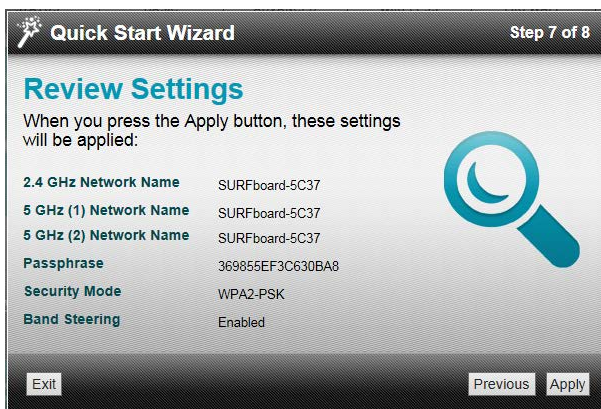 Quick Start Wizard
Step 7 of 8
Review Settings
When you press the Apply button, these settings
will be applied:
2.4 GHz Network Name SURFboard-5C37
5 GHz (1) Network Name SURFboard-5C37
5 GHz (2) Network Name SURFboard-5C37
Passphrase 369855EF3C630BA8
Security Mode WPA2-PSK
Band Steering Enabled
Exit Previous Apply